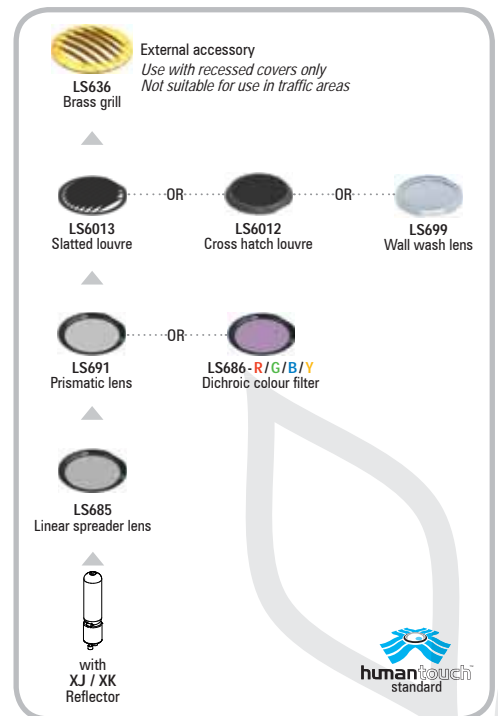 External accessory
Use with recessed covers only
Not suitable for use in traffic areas
LS636
Brass grill
OR
OR
LS6013
Slatted louvre
LS6012
Cross hatch louvre
LS699
Wall wash lens
OR
LS691
Prismatic lens
LS686-R/G/B/Y
Dichroic colour filter
LS685
Linear spreader lens
with
XJ / XK
Reflector
humantouch
standard